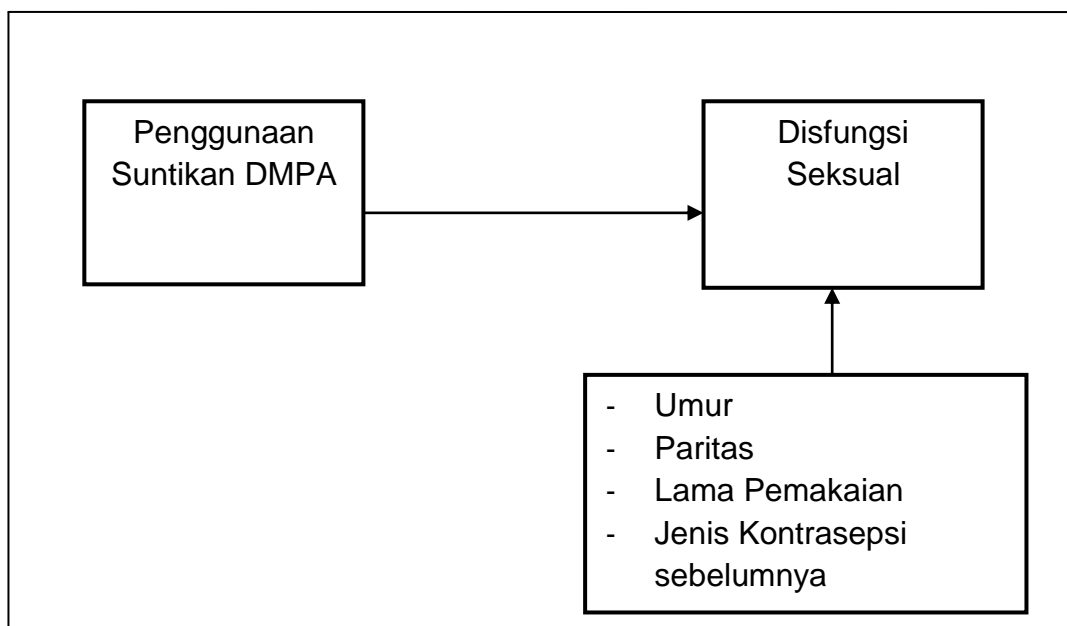 Penggunaan
Suntikan DMPA
Disfungsi
Seksual
- Umur
- Paritas
- Lama Pemakaian
- Jenis Kontrasepsi
sebelumnya